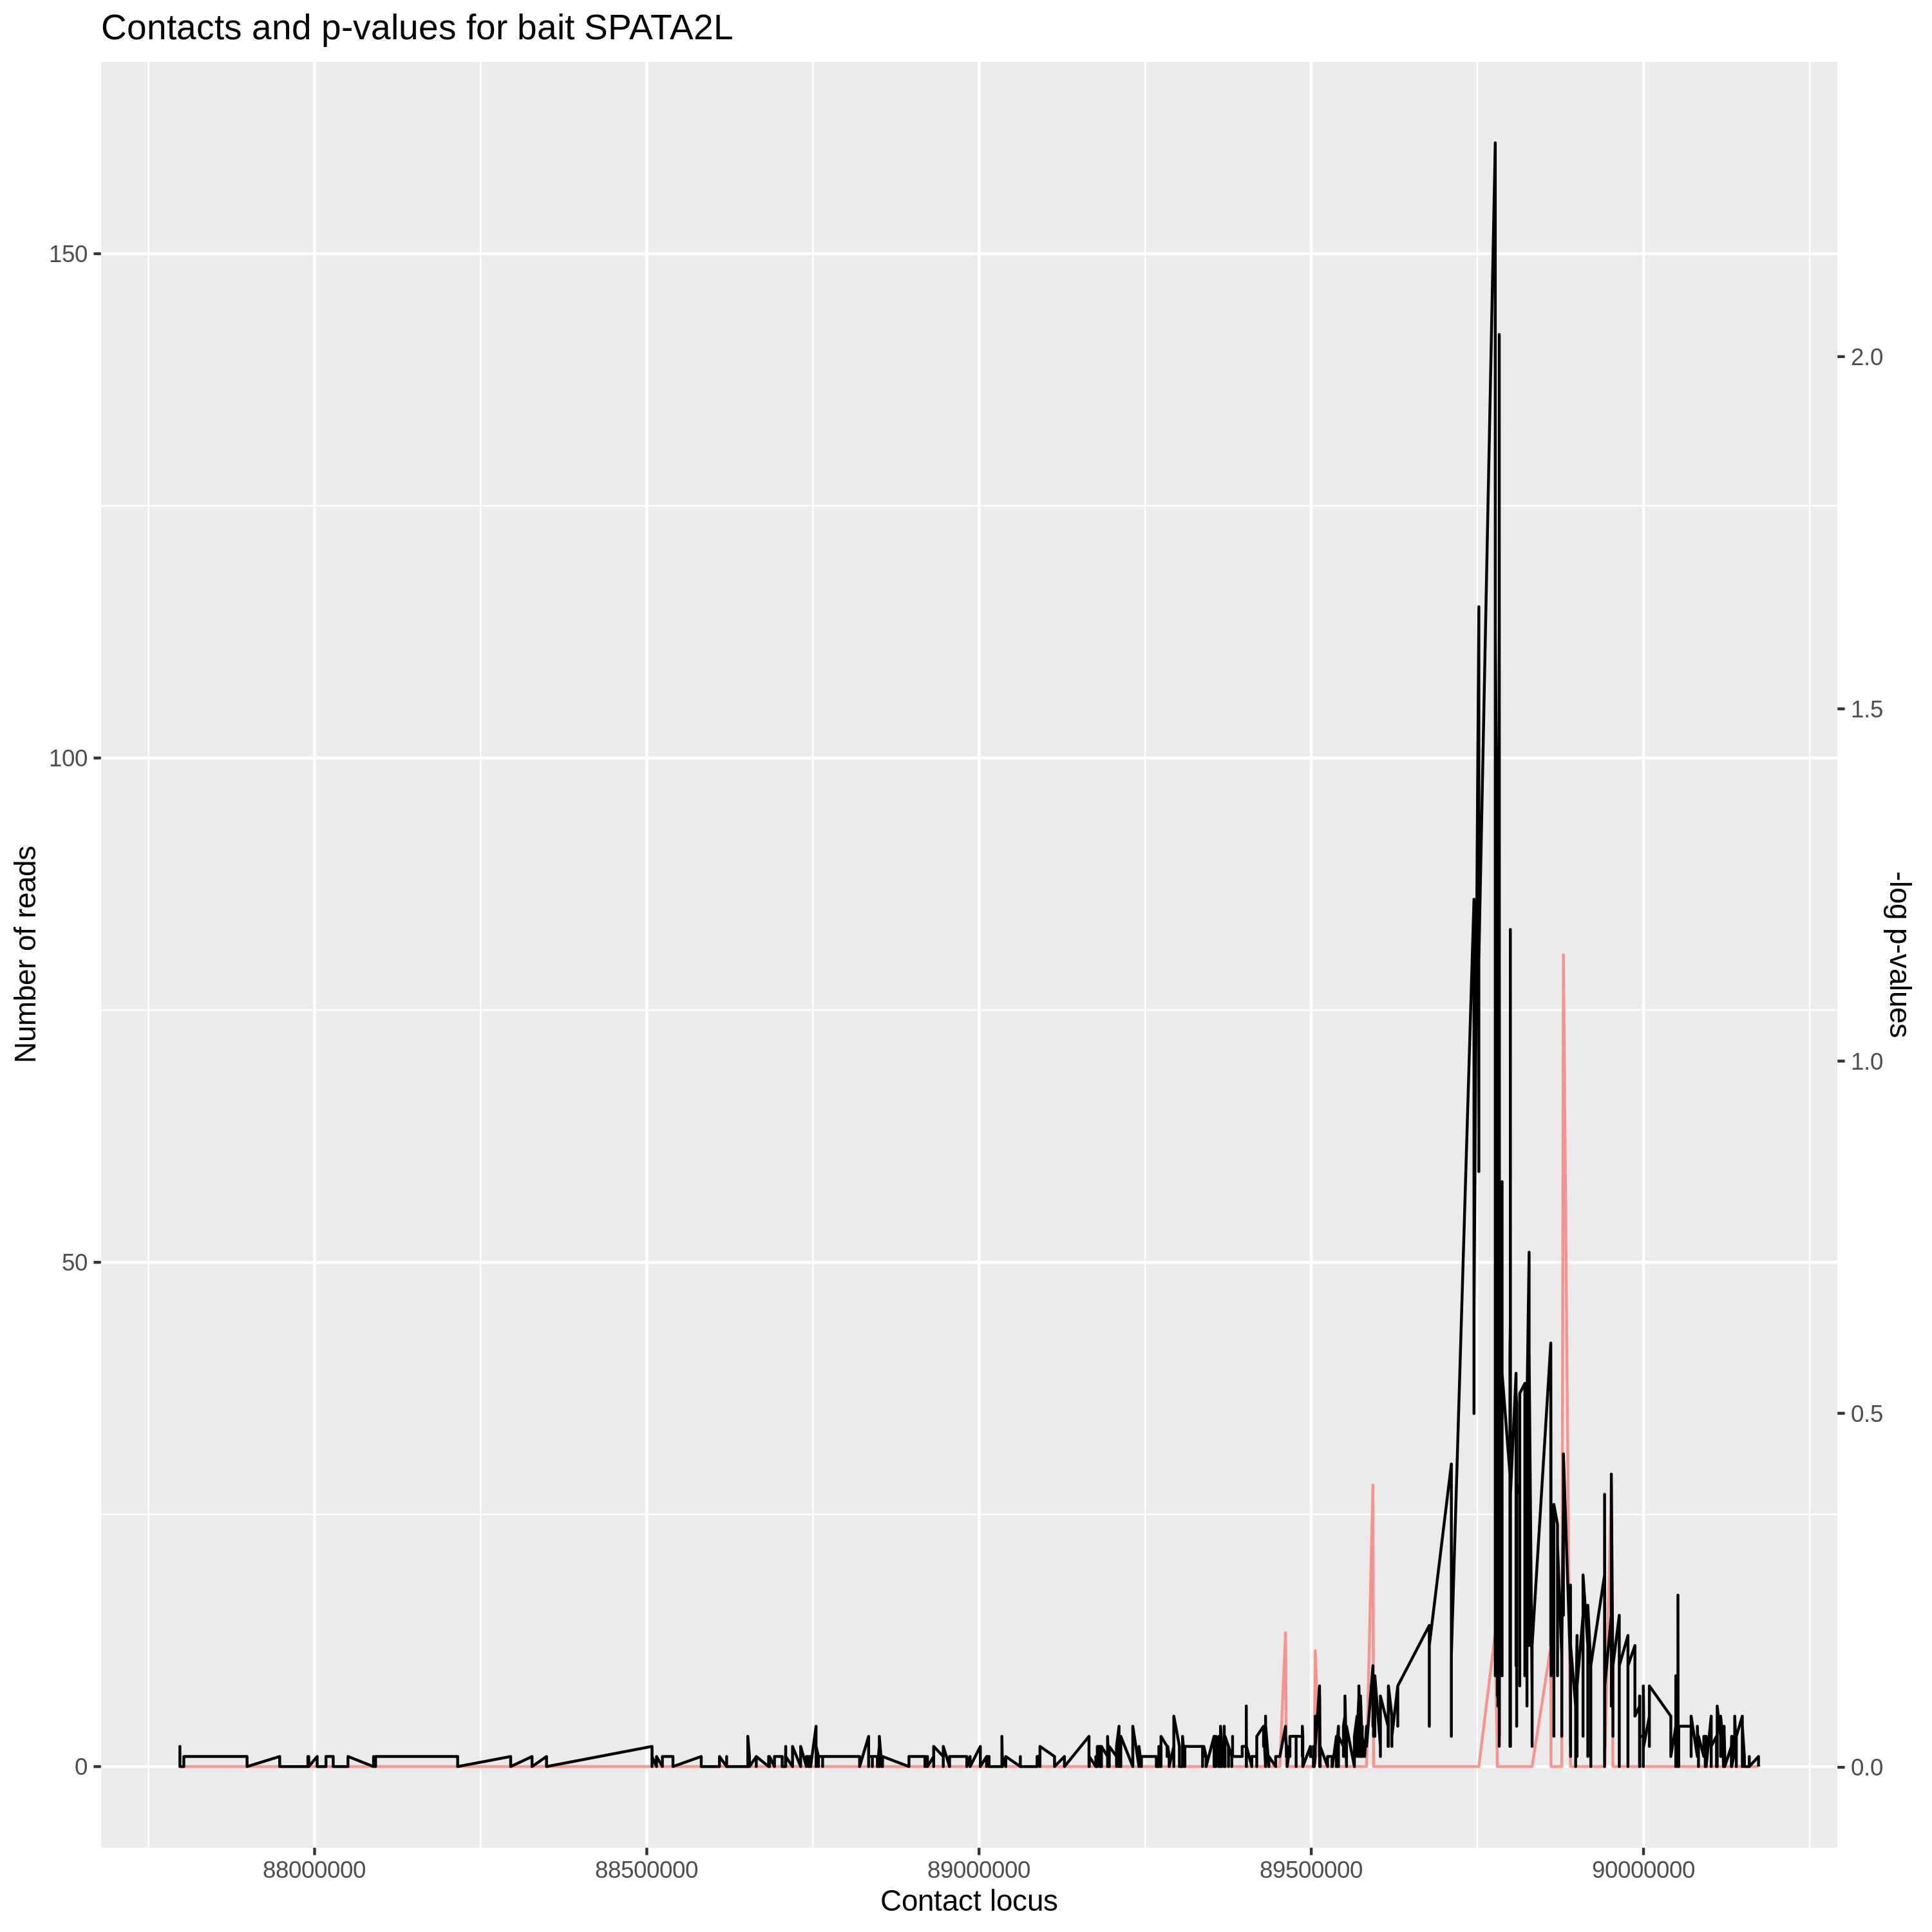 Contacts and p-values for bait SPATA2L
150
100
50
0
Number of reads
2.0
1.5
1.0
0.5
0.0
-log p-values
88000000 88500000 89000000 89500000 90000000
Contact locus